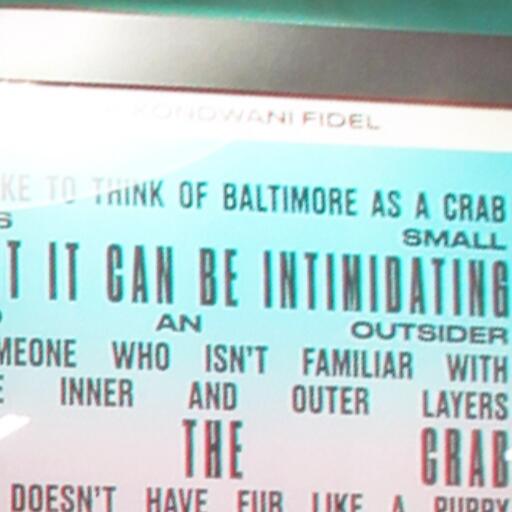 KONDWANI FIDEL
KE TO THINK OF BALTIMORE AS A CRAB
S SMALL
T IT CAN BE INTIMIDATING
AN OUTSIDER
MEONE WHO ISN'T FAMILIAR WITH
E INNER AND OUTER LAYERS
THE CRAB
DOESN'T HAVE FUR LIKE A PUPPY